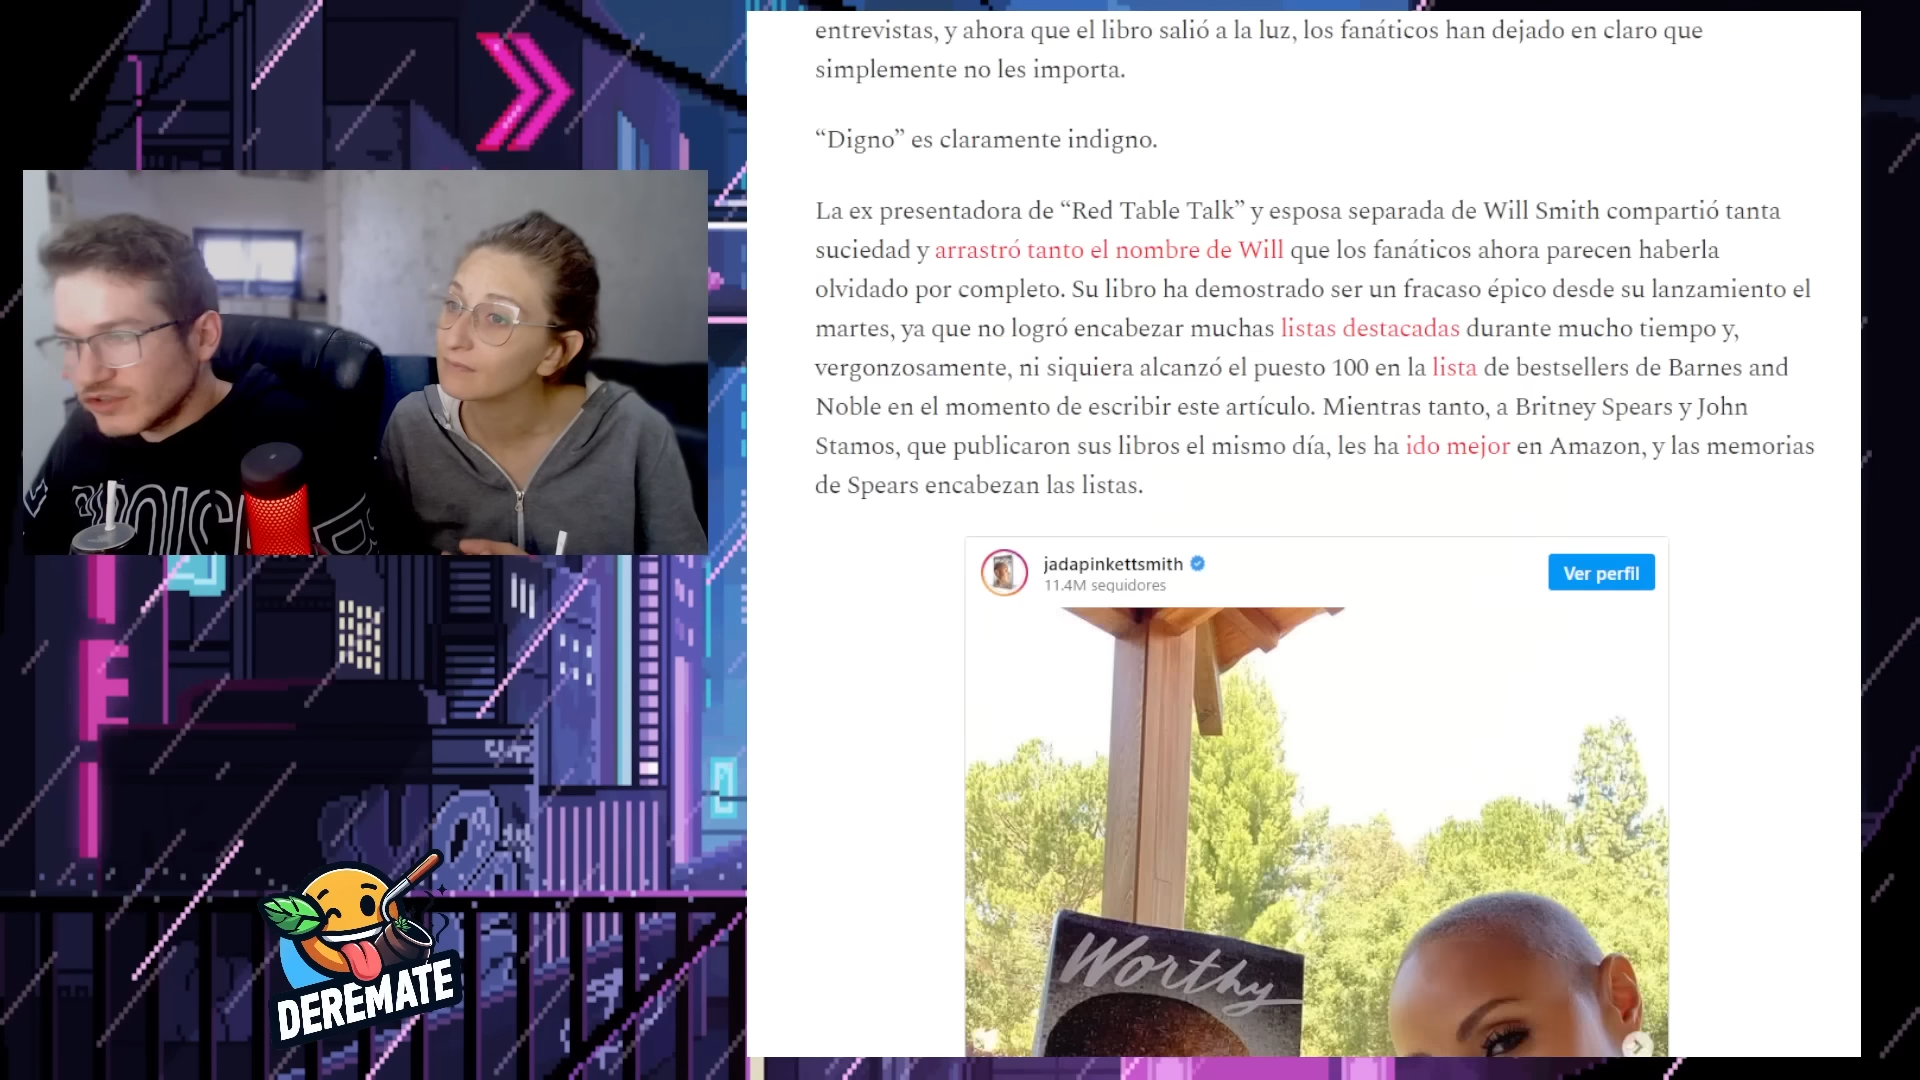 entrevistas, y ahora que el libro salió a la luz, los fanáticos han dejado en claro que
simplemente no les importa.
“Digno” es claramente indigno.
La ex presentadora de “Red Table Talk” y esposa separada de Will Smith compartió tanta
suciedad y arrastró tanto el nombre de Will que los fanáticos ahora parecen haberla
olvidado por completo. Su libro ha demostrado ser un fracaso épico desde su lanzamiento el
martes, ya que no logró encabezar muchas listas destacadas durante mucho tiempo y,
vergonzosamente, ni siquiera alcanzó el puesto 100 en la lista de bestsellers de Barnes and
Noble en el momento de escribir este artículo. Mientras tanto, a Britney Spears y John
Stamos, que publicaron sus libros el mismo día, les ha ido mejor en Amazon, y las memorias
de Spears encabezan las listas.
jadapinkettsmith
11.4M seguidores
Ver perfil
Worthy
DEREMATE